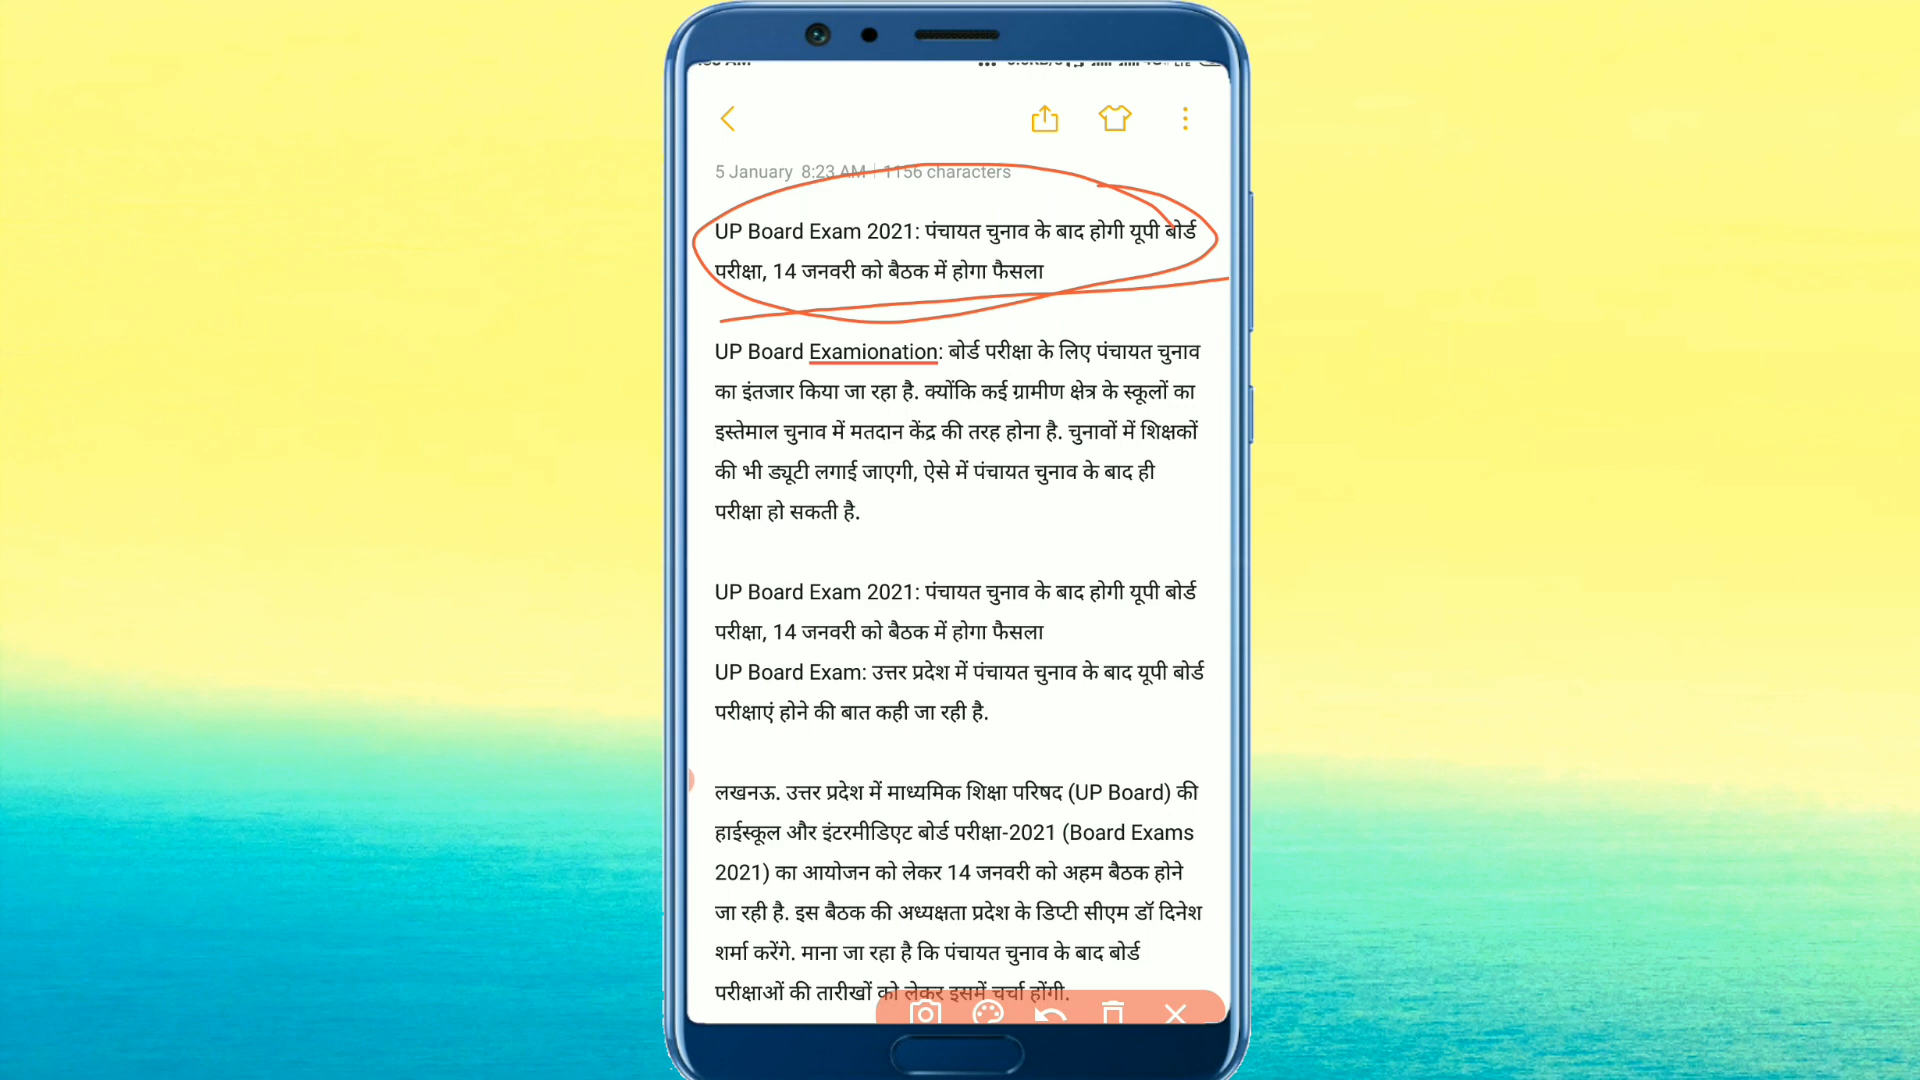 5 January 8:23 AM | 1156 characters
UP Board Exam 2021: पंचायत चुनाव के बाद होगी यूपी बोर्ड
परीक्षा, 14 जनवरी को बैठक में होगा फैसला
UP Board Examionation: बोर्ड परीक्षा के लिए पंचायत चुनाव
का इंतजार किया जा रहा है. क्योंकि कई ग्रामीण क्षेत्र के स्कूलों का
इस्तेमाल चुनाव में मतदान केंद्र की तरह होना है. चुनावों में शिक्षकों
की भी ड्यूटी लगाई जाएगी, ऐसे में पंचायत चुनाव के बाद ही
परीक्षा हो सकती है.
UP Board Exam 2021: पंचायत चुनाव के बाद होगी यूपी बोर्ड
परीक्षा, 14 जनवरी को बैठक में होगा फैसला
UP Board Exam: उत्तर प्रदेश में पंचायत चुनाव के बाद यूपी बोर्ड
परीक्षाएं होने की बात कही जा रही है.
लखनऊ. उत्तर प्रदेश में माध्यमिक शिक्षा परिषद (UP Board) की
हाईस्कूल और इंटरमीडिएट बोर्ड परीक्षा-2021 (Board Exams
2021) का आयोजन को लेकर 14 जनवरी को अहम बैठक होने
जा रही है. इस बैठक की अध्यक्षता प्रदेश के डिप्टी सीएम डॉ दिनेश
शर्मा करेंगे. माना जा रहा है कि पंचायत चुनाव के बाद बोर्ड
परीक्षाओं की तारीखों को लेकर इसमें चर्चा होंगी.